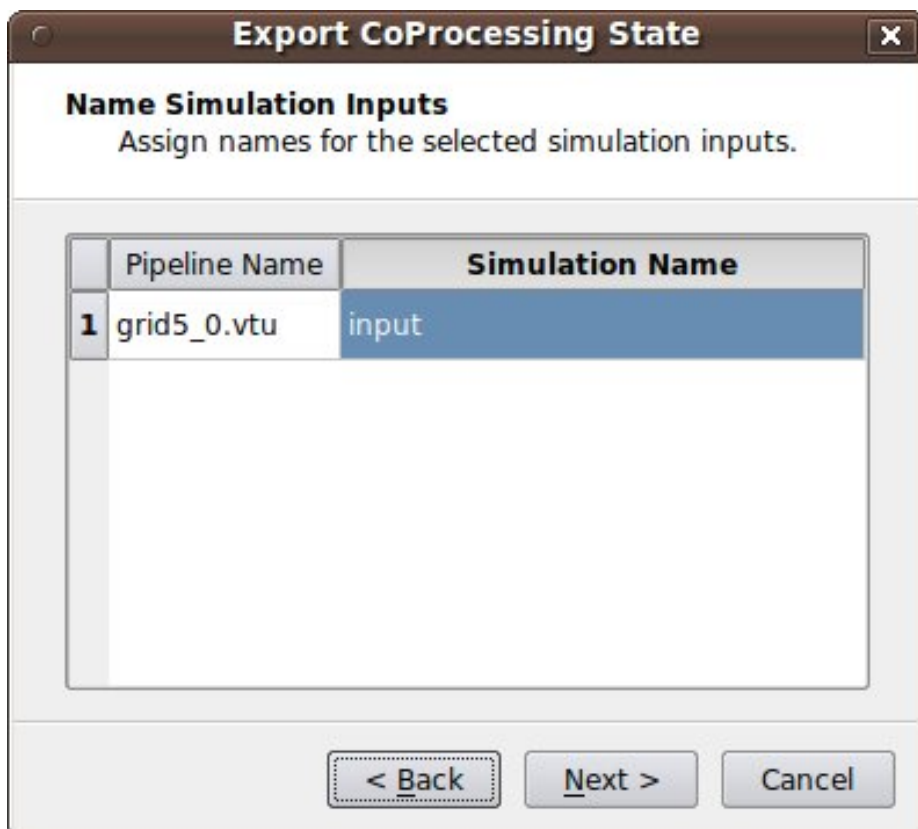 Export CoProcessing State
Name Simulation Inputs
Assign names for the selected simulation inputs.
Pipeline Name Simulation Name
1 grid5_0.vtu input
< Back Next > Cancel